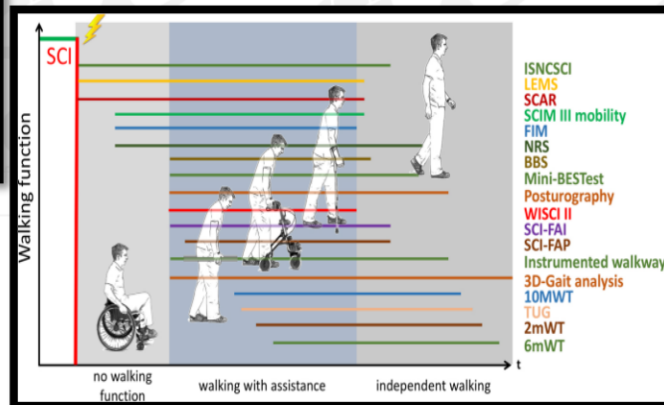 SCI
Walking function
ISNCSCI
LEMS
SCAR
SCIM III mobility
FIM
NRS
BBS
Mini-BESTest
Posturography
WISCI II
SCI-FAI
SCI-FAP
Instrumented walkway
3D-Gait analysis
10MWT
TUG
2mWT
6mWT
t
no walking
function
walking with assistance
independent walking